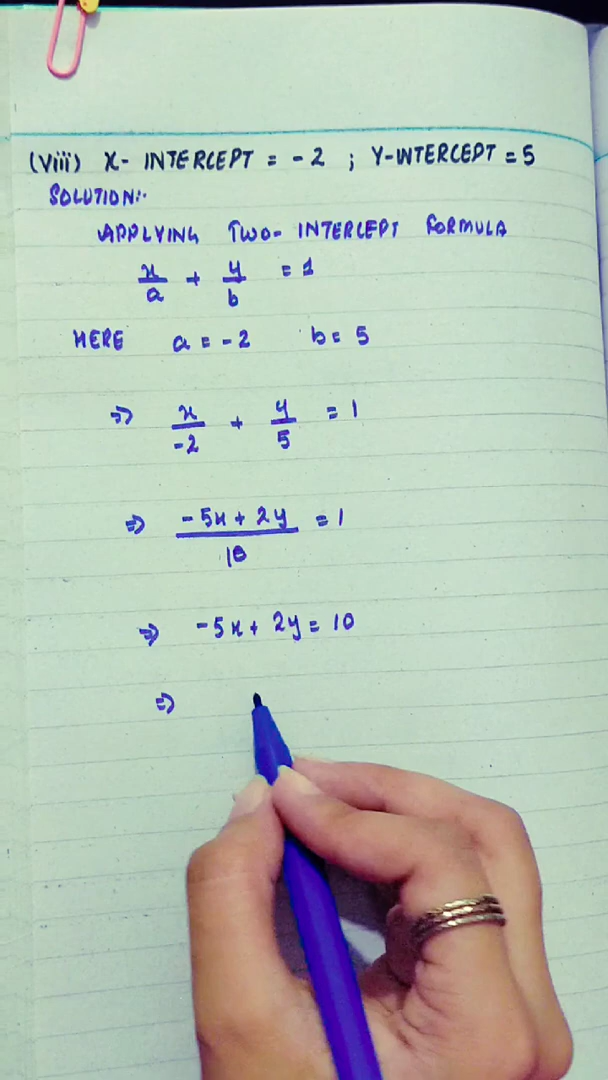 (viii) X- INTERCEPT = -2 ; Y-INTERCEPT = 5
SOLUTION:-
APPLYING TWO- INTERCEPT FORMULA
x/a + y/b = 1
HERE a = -2 b = 5
⇒ x/-2 + y/5 = 1
⇒ -5x + 2y/10 = 1
⇒ -5x + 2y = 10
⇒